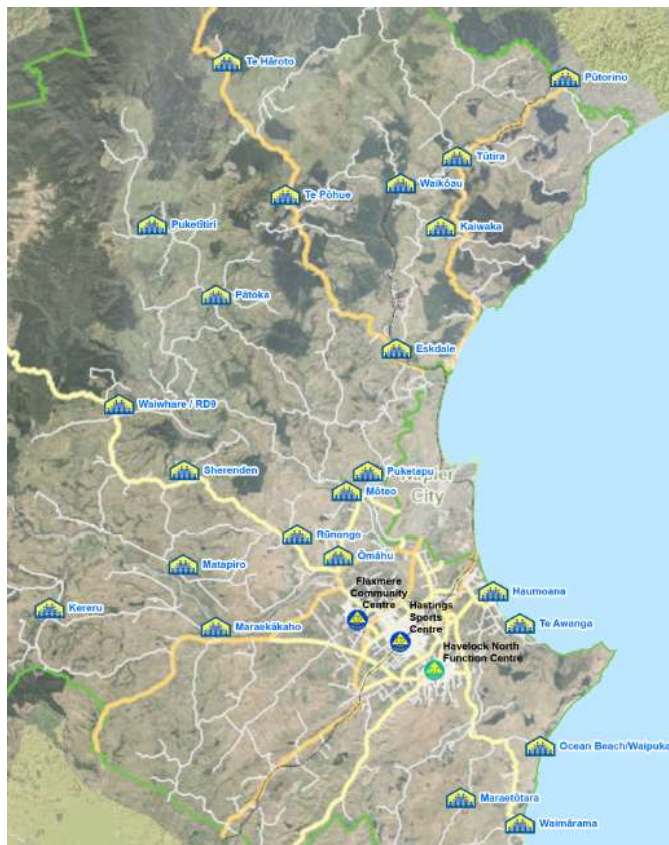 Te Hāroto
Pūtorino
Tūtira
Waikōau
Te Pōhue
Puketītiri
Kaiwaka
Pātoka
Eskdale
Waiwhare / RD9
Sherenden
Puketapu
Napier
City
Mōteo
Rūnongo
Ōmāhu
Matapiro
Flaxmere
Community
Centre
Hastings
Sports
Centre
Haumoana
Kereru
Te Awanga
Maraekākaho
Havelock North
Function Centre
Ocean Beach/Waipuka
Maraetōtara
Waimārama